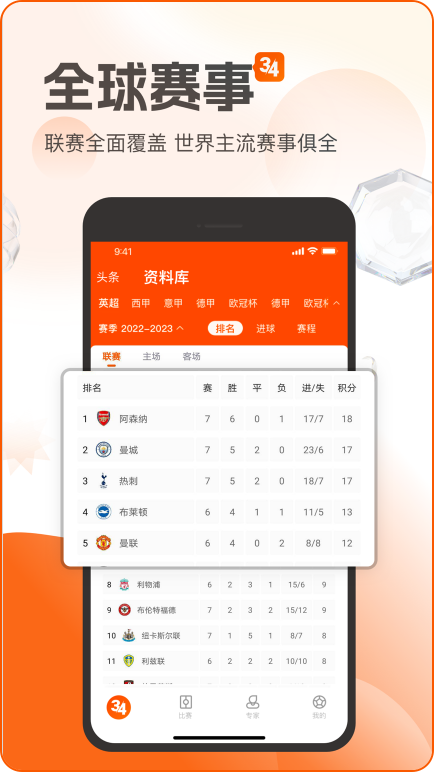 全球赛事 34
联赛全面覆盖 世界主流赛事俱全
9:41
头条 资料库
英超 西甲 意甲 德甲 欧冠杯 德甲 欧冠杯
赛季 2022-2023 排名 进球 赛程
联赛 主场 客场
排名 赛 胜 平 负 进/失 积分
1 阿森纳 7 6 0 1 17/7 18
2 曼城 7 5 2 0 23/6 17
3 热刺 7 5 2 0 18/7 17
4 布莱顿 6 4 1 1 11/5 13
5 曼联 6 4 0 2 8/8 12
8 利物浦 6 2 3 1 15/6 9
9 布伦特福德 7 2 3 2 15/12 9
10 纽卡斯尔联 7 1 5 1 8/7 8
11 利兹联 6 2 2 2 10/10 8
34 比赛 专家 我的